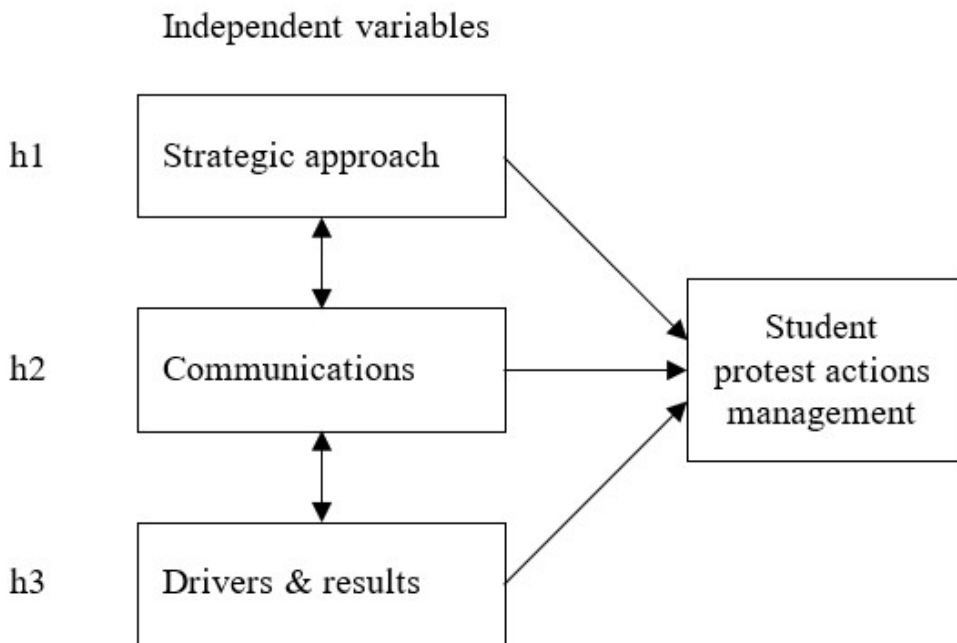 Independent variables
h1
Strategic approach
h2
Communications
Student
protest actions
management
h3
Drivers & results